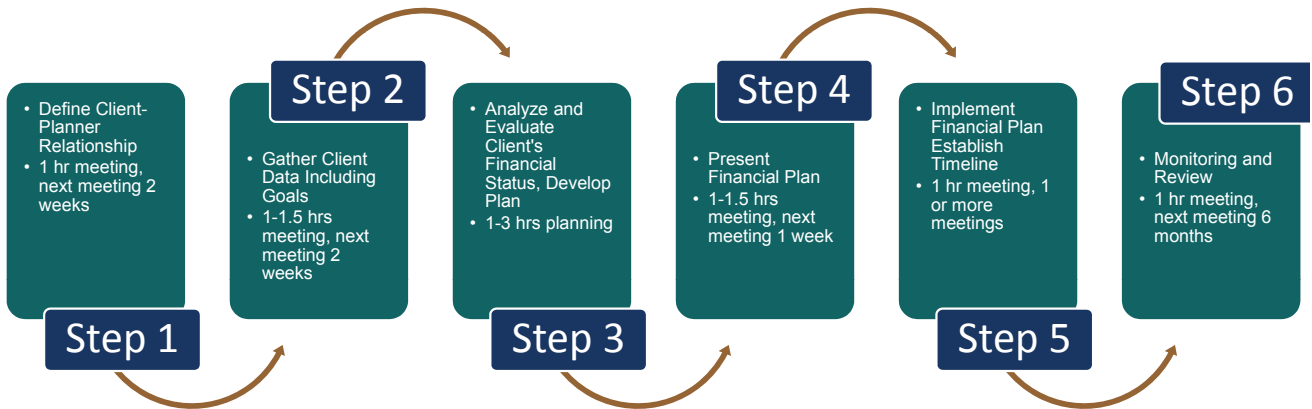 • Define Client-
Planner
Relationship
• 1 hr meeting,
next meeting 2
weeks
Step 1
Step 2
• Gather Client
Data Including
Goals
• 1-1.5 hrs
meeting, next
meeting 2
weeks
• Analyze and
Evaluate
Client's
Financial
Status, Develop
Plan
• 1-3 hrs planning
Step 3
Step 4
• Present
Financial Plan
• 1-1.5 hrs
meeting, next
meeting 1 week
• Implement
Financial Plan
Establish
Timeline
• 1 hr meeting, 1
or more
meetings
Step 5
Step 6
• Monitoring and
Review
• 1 hr meeting,
next meeting 6
months